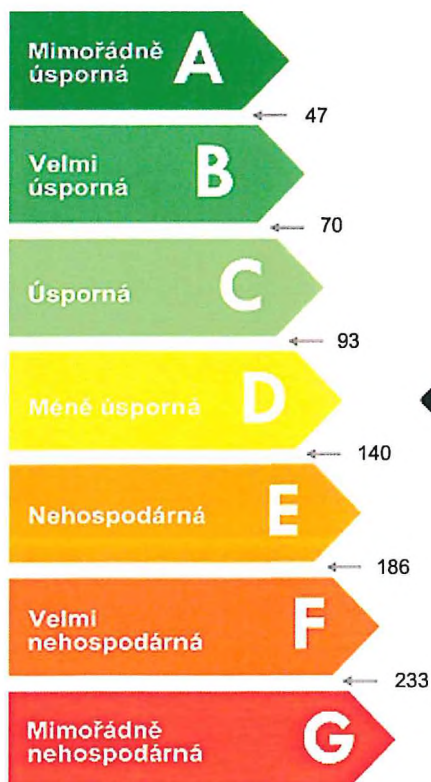 Mimořádně
úsporná
A
47
Velmi
úsporná
B
70
Úsporná
C
93
Méně úsporná
D
140
Nehospodárná
E
186
Velmi
nehospodárná
F
233
Mimořádně
nehospodárná
G